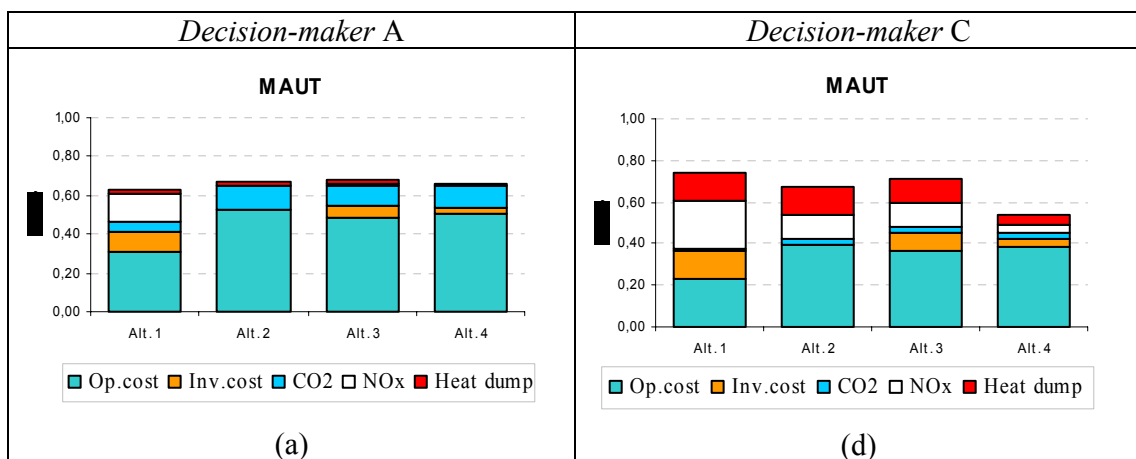 Decision-maker A
Decision-maker C
MAUT
1,00
0,80
0,60
0,40
0,20
0,00
Alt. 1 Alt. 2 Alt. 3 Alt. 4
Op.cost Inv.cost CO2 NOx Heat dump
(a)
MAUT
1,00
0,80
0,60
0,40
0,20
0,00
Alt. 1 Alt. 2 Alt. 3 Alt. 4
Op.cost Inv.cost CO2 NOx Heat dump
(d)